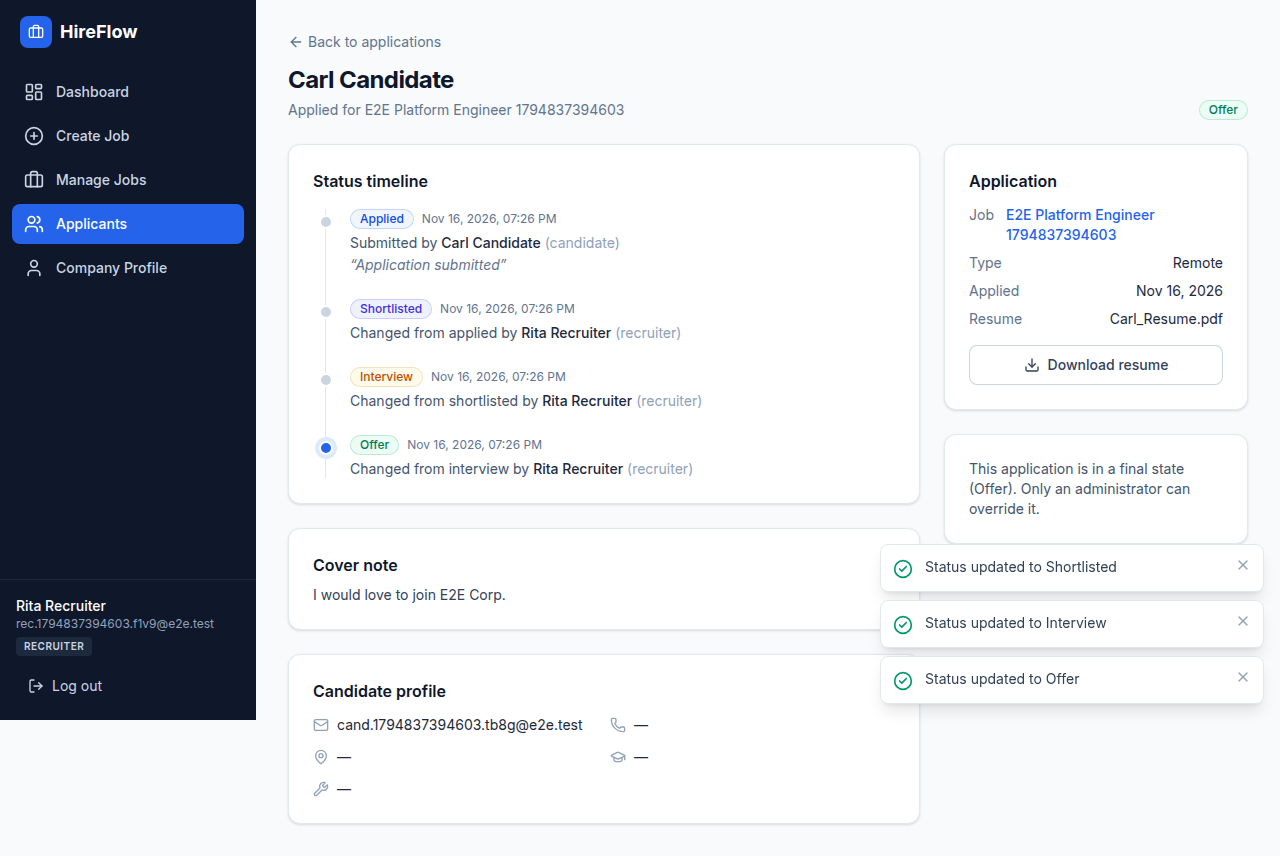 HireFlow
Dashboard
Create Job
Manage Jobs
Applicants
Company Profile
Rita Recruiter
rec.1794837394603.f1v9@e2e.test
RECRUITER
Log out
Back to applications
Carl Candidate
Applied for E2E Platform Engineer 1794837394603
Offer
Status timeline
Applied Nov 16, 2026, 07:26 PM
Submitted by Carl Candidate (candidate)
“Application submitted”
Shortlisted Nov 16, 2026, 07:26 PM
Changed from applied by Rita Recruiter (recruiter)
Interview Nov 16, 2026, 07:26 PM
Changed from shortlisted by Rita Recruiter (recruiter)
Offer Nov 16, 2026, 07:26 PM
Changed from interview by Rita Recruiter (recruiter)
Cover note
I would love to join E2E Corp.
Candidate profile
cand.1794837394603.tb8g@e2e.test —
— —
—
Application
Job E2E Platform Engineer
1794837394603
Type Remote
Applied Nov 16, 2026
Resume Carl_Resume.pdf
Download resume
This application is in a final state
(Offer). Only an administrator can
override it.
Status updated to Shortlisted
Status updated to Interview
Status updated to Offer